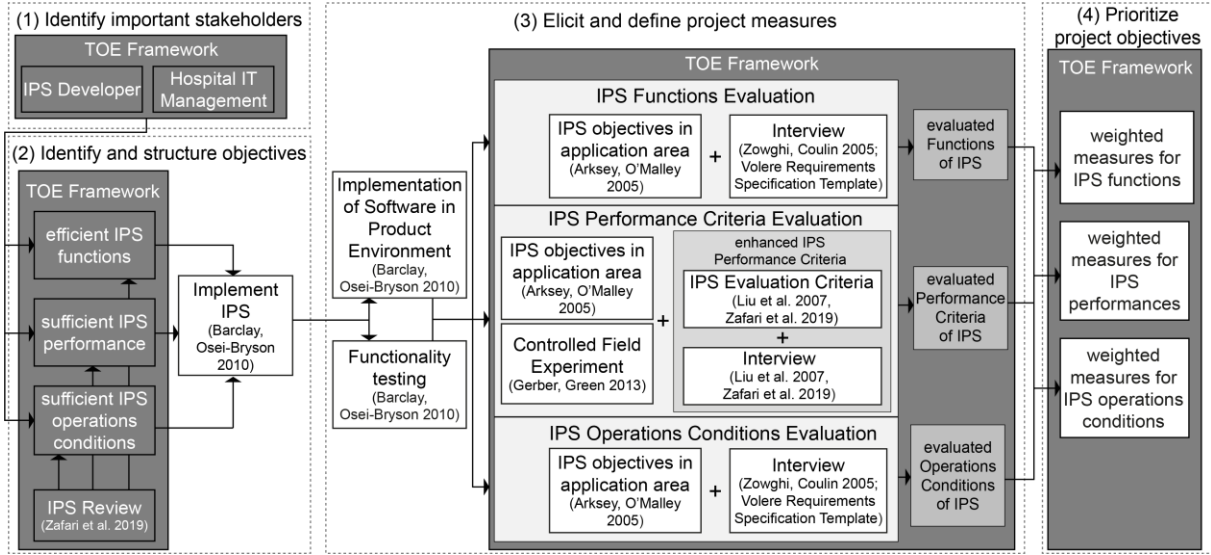 (1) Identify important stakeholders
TOE Framework
IPS Developer
Hospital IT
Management
(2) Identify and structure objectives
TOE Framework
efficient IPS
functions
sufficient IPS
performance
sufficient IPS
operations
conditions
IPS Review
(Zafari et al. 2019)
Implement
IPS
(Barclay,
Osei-Bryson
2010)
(3) Elicit and define project measures
Implementation
of Software in
Product
Environment
(Barclay,
Osei-Bryson 2010)
Functionality
testing
(Barclay,
Osei-Bryson 2010)
TOE Framework
IPS Functions Evaluation
IPS objectives in
application area
(Arksey, O’Malley
2005)
+
Interview
(Zowghi, Coulin 2005;
Volere Requirements
Specification Template)
evaluated
Functions
of IPS
IPS Performance Criteria Evaluation
IPS objectives in
application area
(Arksey, O’Malley
2005)
Controlled Field
Experiment
(Gerber, Green 2013)
+
enhanced IPS
Performance Criteria
IPS Evaluation Criteria
(Liu et al. 2007,
Zafari et al. 2019)
+
Interview
(Liu et al. 2007,
Zafari et al. 2019)
evaluated
Performance
Criteria
of IPS
IPS Operations Conditions Evaluation
IPS objectives in
application area
(Arksey, O’Malley
2005)
+
Interview
(Zowghi, Coulin 2005;
Volere Requirements
Specification Template)
evaluated
Operations
Conditions
of IPS
(4) Prioritize
project objectives
TOE Framework
weighted
measures for
IPS functions
weighted
measures for
IPS
performances
weighted
measures for
IPS operations
conditions